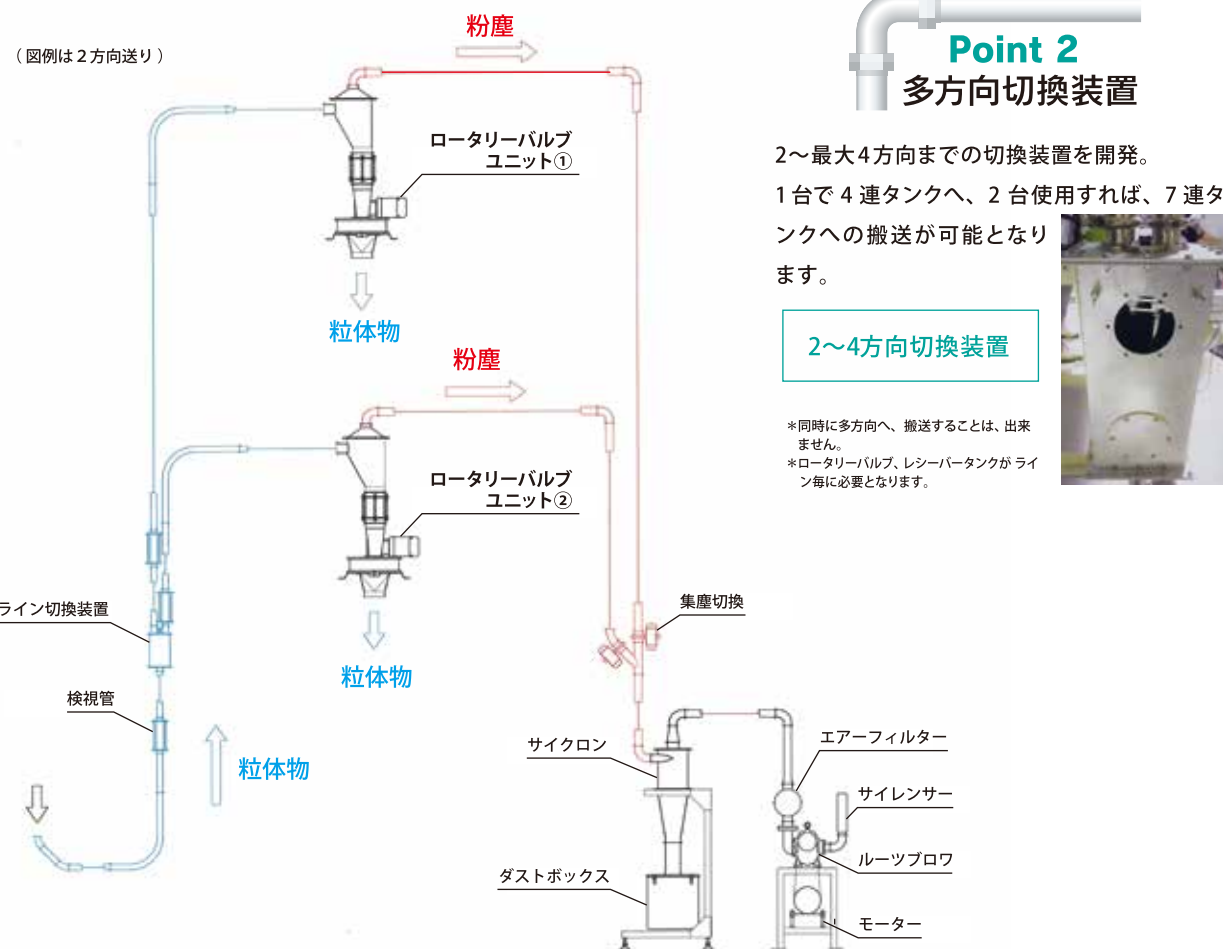 （図例は２方向送り）
粉塵
ロータリーバルブ
ユニット①
粒体物
粉塵
ロータリーバルブ
ユニット②
粒体物
ライン切換装置
検視管
粒体物
集塵切換
サイクロン
ダストボックス
エアーフィルター
サイレンサー
ルーツブロワ
モーター
Point 2
多方向切換装置
2〜最大4方向までの切換装置を開発。
1台で4連タンクへ、2台使用すれば、7連タ
ンクへの搬送が可能となり
ます。
2〜4方向切換装置
＊同時に多方向へ、搬送することは、出来
ません。
＊ロータリーバルブ、レシーバータンクが ライ
ン毎に必要となります。